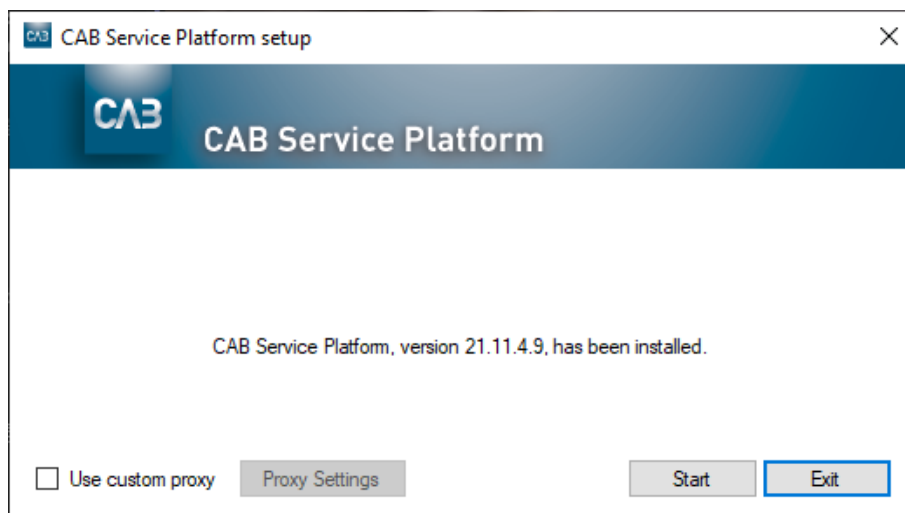 CAB CAB Service Platform setup
CAB
CAB Service Platform
CAB Service Platform, version 21.11.4.9, has been installed.
Use custom proxy Proxy Settings Start Exit